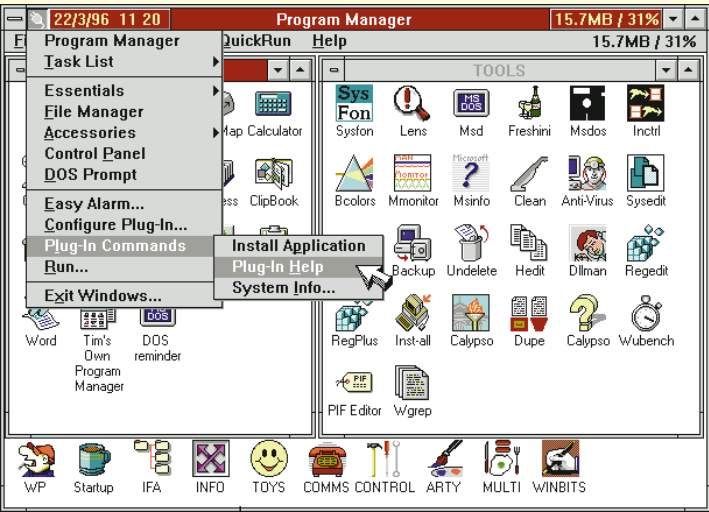 22/3/96 11 20
Program Manager
15.7MB / 31%
Fi
QuickRun
Help
15.7MB / 31%
Program Manager
Task List
Essentials
File Manager
Accessories
Control Panel
DOS Prompt
Easy Alarm...
Configure Plug-In...
Plug-In Commands
Run...
Exit Windows...
Install Application
Plug-In Help
System Info...
Map Calculator
ess ClipBook
Word
Tim's
Own
Program
Manager
DOS
reminder
TOOLS
Sys
Fon
MS
DOS
Sysfon Lens Msd Freshini Msdos Inctrl
MAN
MONITOR
Microsoft
Bcolors Mmonitor Msinfo Clean Anti-Virus Sysedit
Backup Undelete Hedit Dllman Regedit
RegPlus Inst-all Calypso Dupe Calypso Wubench
PIF
PIF Editor Wgrep
WP Startup IFA INFO TOYS COMMS CONTROL ARTY MULTI WINBITS